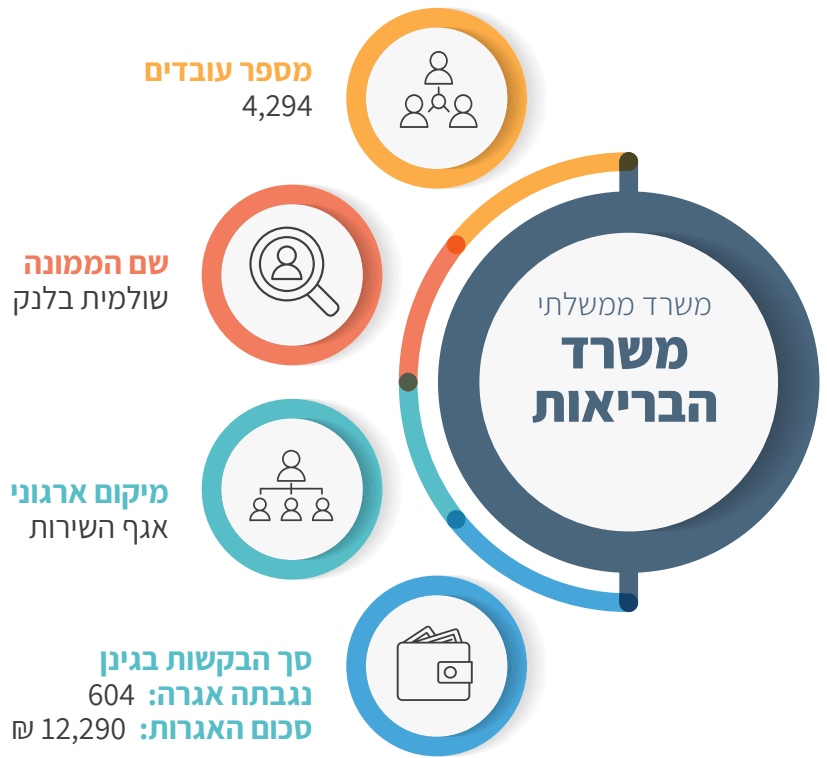 משרד ממשלתי
משרד
הבריאות
מספר עובדים
4,294
שם הממונה
שולמית בלנק
מיקום ארגוני
אגף השירות
סך הבקשות בגינן
נגבתה אגרה: 604
סכום האגרות: 12,290 ₪